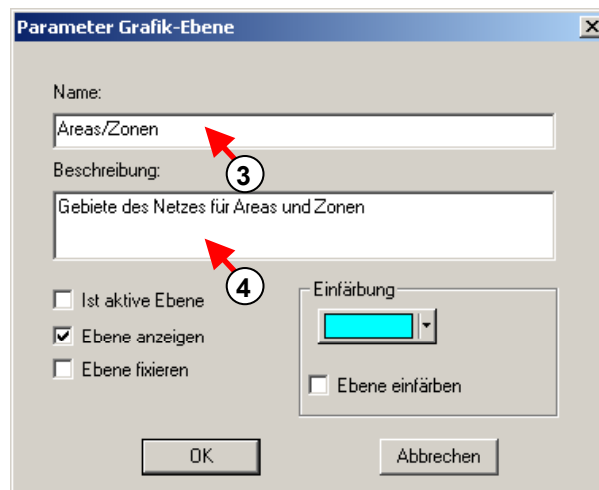 Parameter Grafik-Ebene
Name:
Areas/Zonen
3
Beschreibung:
Gebiete des Netzes für Areas und Zonen
4
Ist aktive Ebene
Einfärbung
Ebene anzeigen
Ebene fixieren
Ebene einfärben
OK
Abbrechen